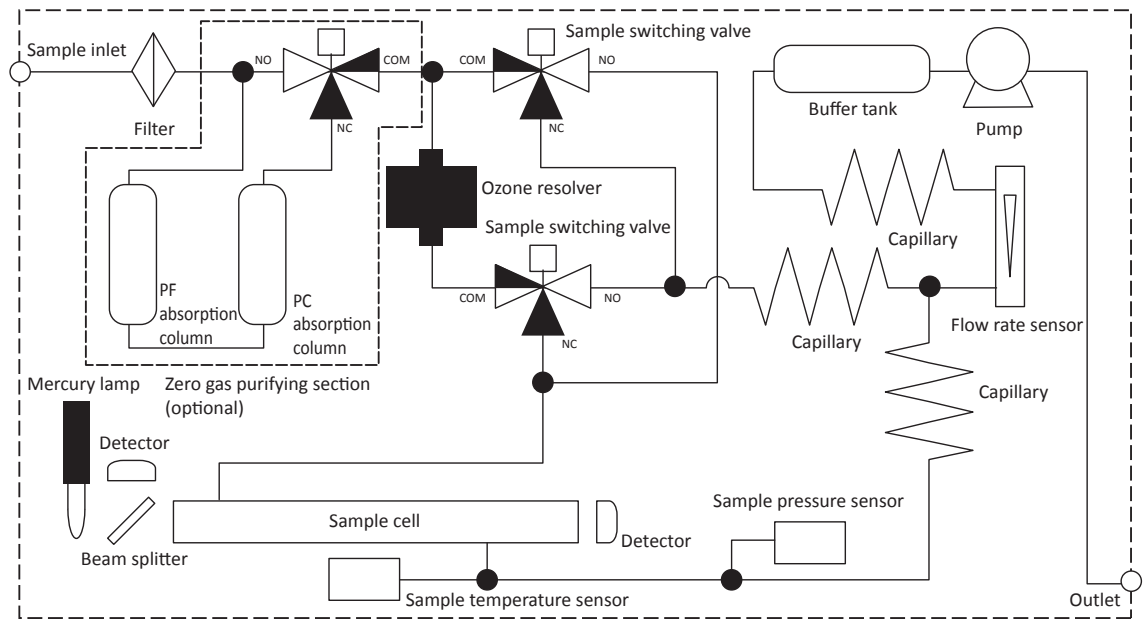 Sample inlet
Filter
NO
COM
NC
Sample switching valve
COM
NO
NC
Buffer tank
Pump
Ozone resolver
Sample switching valve
COM
NO
NC
Capillary
Capillary
Flow rate sensor
Capillary
PF
absorption
column
PC
absorption
column
Mercury lamp
Zero gas purifying section
(optional)
Detector
Beam splitter
Sample cell
Detector
Sample pressure sensor
Sample temperature sensor
Outlet